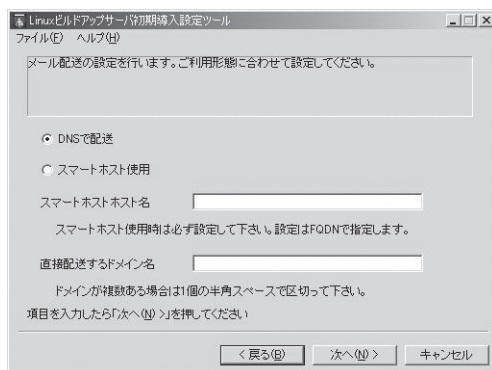 Linuxビルドアップサーバ初期導入設定ツール
ファイル(F) ヘルプ(H)
メール配送の設定を行います。ご利用形態に合わせて設定してください。
DNSで配送
スマートホスト使用
スマートホストホスト名
スマートホスト使用時は必ず設定して下さい。設定はFQDNで指定します。
直接配送するドメイン名
ドメインが複数ある場合は1個の半角スペースで区切って下さい。
項目を入力したら「次へ(N) >」を押してください
< 戻る(B) 次へ(N) > キャンセル